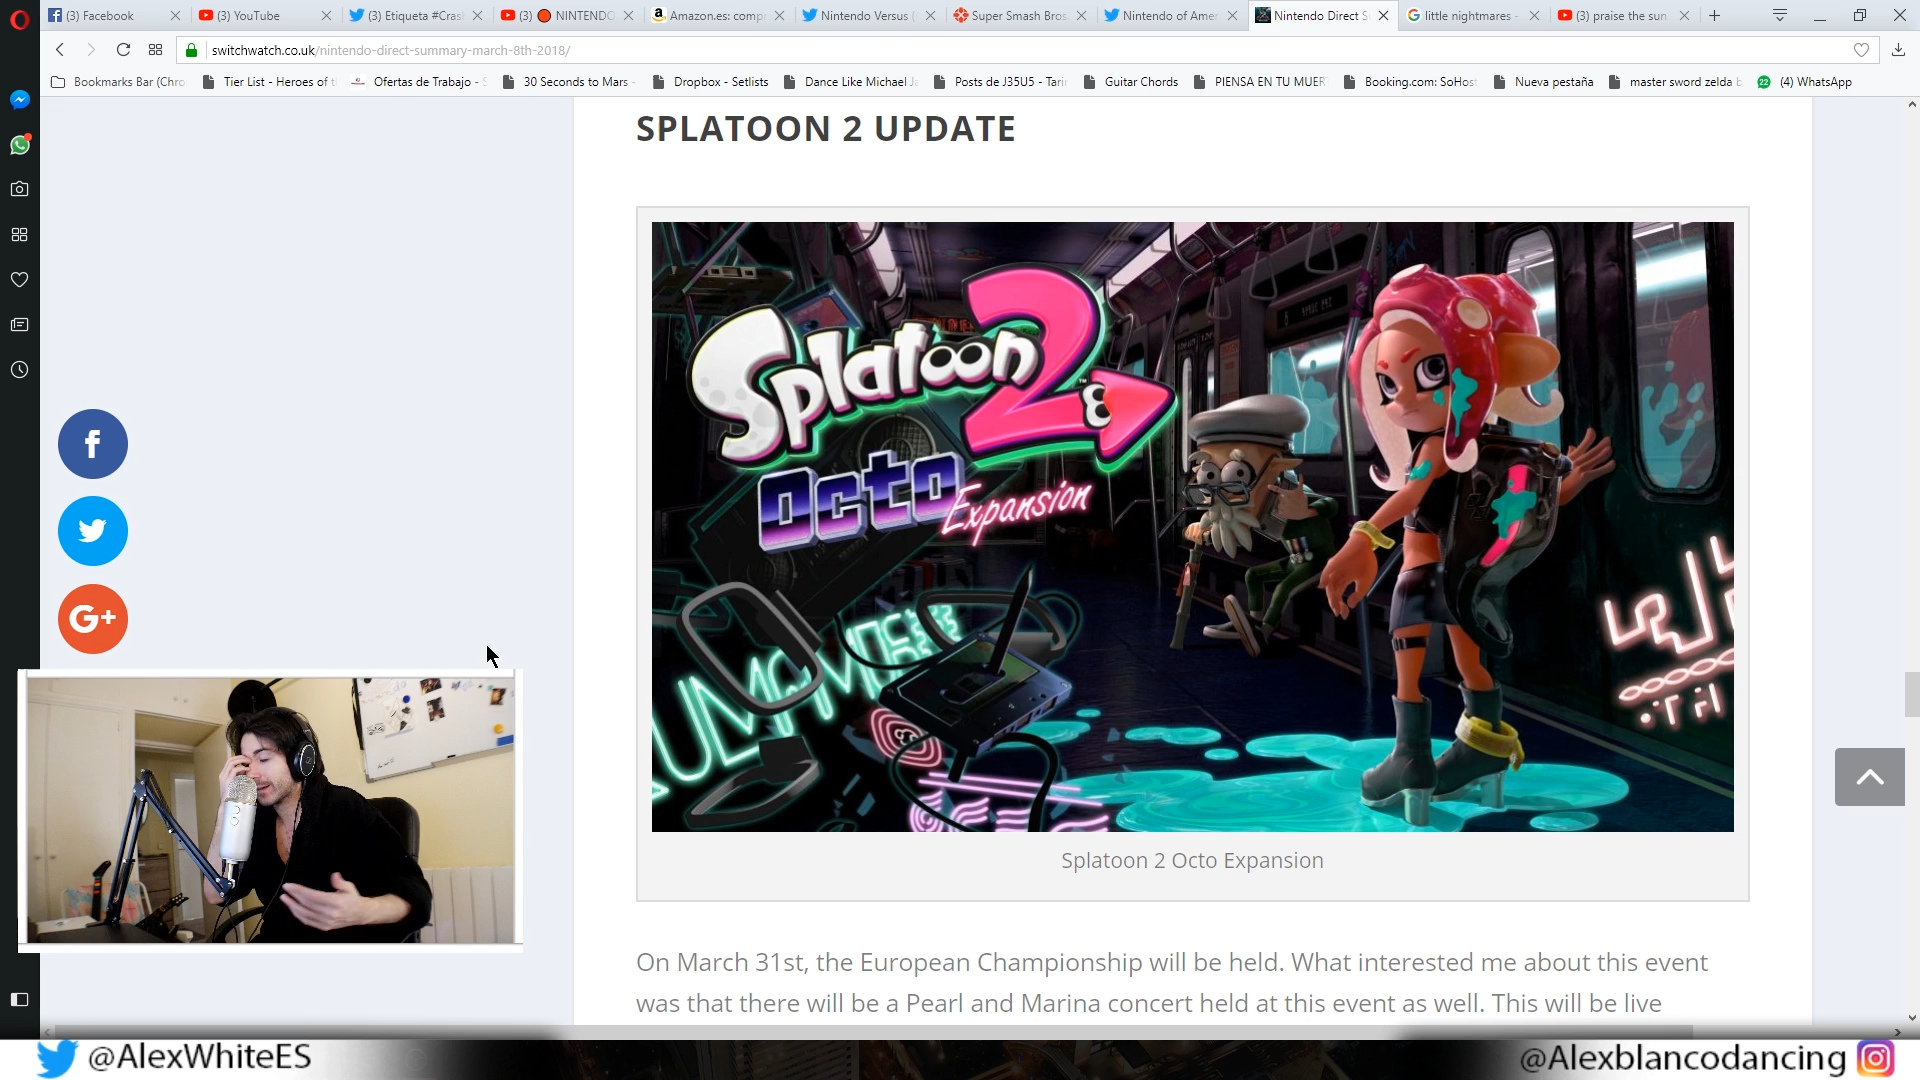 (3) Facebook
(3) YouTube
(3) Etiqueta #Cras
(3) 🔴 NINTENDO
Amazon.es: comp
Nintendo Versus (
Super Smash Bros
Nintendo of Amer
Nintendo Direct S
little nightmares -
(3) praise the sun
switchwatch.co.uk/nintendo-direct-summary-march-8th-2018/
Bookmarks Bar (Chro
Tier List - Heroes of t
Ofertas de Trabajo - S
30 Seconds to Mars -
Dropbox - Setlists
Dance Like Michael Ja
Posts de J35U5 - Tarin
Guitar Chords
PIENSA EN TU MUER
Booking.com: SoHost
Nueva pestaña
master sword zelda b
22
(4) WhatsApp
SPLATOON 2 UPDATE
Splatoon 2
TM
Octo
Expansion
f
G+
Splatoon 2 Octo Expansion
On March 31st, the European Championship will be held. What interested me about this event
was that there will be a Pearl and Marina concert held at this event as well. This will be live
@AlexWhiteES
@Alexblancodancing